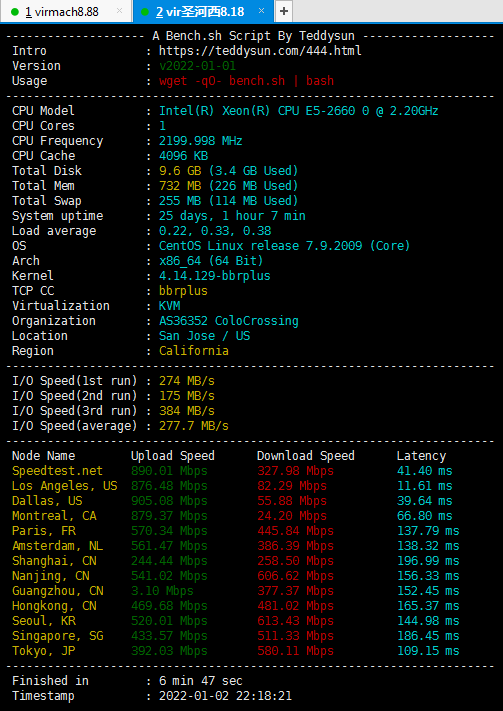 1 virmach8.88 × 2 vir圣河西8.18 × +
-------------------- A Bench.sh Script By Teddysun -------------------
Intro : https://teddysun.com/444.html
Version : v2022-01-01
Usage : wget -qO- bench.sh | bash
----------------------------------------------------------------------
CPU Model : Intel(R) Xeon(R) CPU E5-2660 0 @ 2.20GHz
CPU Cores : 1
CPU Frequency : 2199.998 MHz
CPU Cache : 4096 KB
Total Disk : 9.6 GB (3.4 GB Used)
Total Mem : 732 MB (226 MB Used)
Total Swap : 255 MB (114 MB Used)
System uptime : 25 days, 1 hour 7 min
Load average : 0.22, 0.33, 0.38
OS : CentOS Linux release 7.9.2009 (Core)
Arch : x86_64 (64 Bit)
Kernel : 4.14.129-bbrplus
TCP CC : bbrplus
Virtualization : KVM
Organization : AS36352 ColoCrossing
Location : San Jose / US
Region : California
----------------------------------------------------------------------
I/O Speed(1st run) : 274 MB/s
I/O Speed(2nd run) : 175 MB/s
I/O Speed(3rd run) : 384 MB/s
I/O Speed(average) : 277.7 MB/s
----------------------------------------------------------------------
Node Name Upload Speed Download Speed Latency
Speedtest.net 890.01 Mbps 327.98 Mbps 41.40 ms
Los Angeles, US 876.48 Mbps 82.29 Mbps 11.61 ms
Dallas, US 905.08 Mbps 55.88 Mbps 39.64 ms
Montreal, CA 879.37 Mbps 24.20 Mbps 66.80 ms
Paris, FR 570.34 Mbps 445.84 Mbps 137.79 ms
Amsterdam, NL 561.47 Mbps 386.39 Mbps 138.32 ms
Shanghai, CN 244.44 Mbps 258.50 Mbps 196.99 ms
Nanjing, CN 541.02 Mbps 606.62 Mbps 156.33 ms
Guangzhou, CN 3.10 Mbps 377.37 Mbps 152.45 ms
Hongkong, CN 469.68 Mbps 481.02 Mbps 165.37 ms
Seoul, KR 520.01 Mbps 613.43 Mbps 144.98 ms
Singapore, SG 433.57 Mbps 511.33 Mbps 186.45 ms
Tokyo, JP 392.03 Mbps 580.11 Mbps 109.15 ms
----------------------------------------------------------------------
Finished in : 6 min 47 sec
Timestamp : 2022-01-02 22:18:21